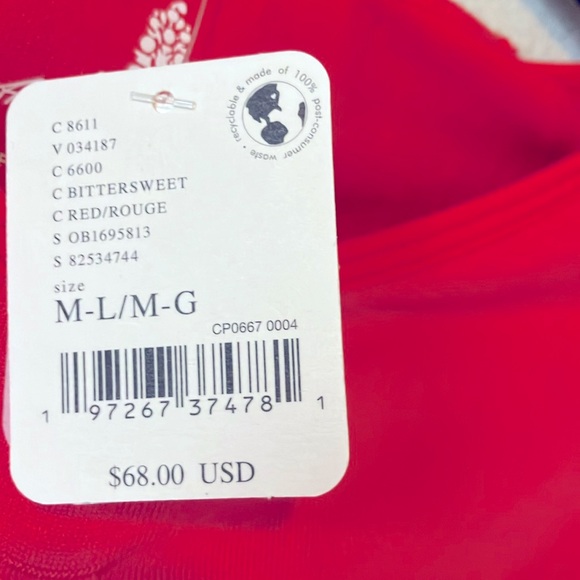 recyclable & made of 100% post-consumer waste •
C 8611
V 034187
C 6600
C BITTERSWEET
C RED/ROUGE
S OB1695813
S 82534744
size
M-L/M-G
CP0667 0004
1 97267 37478 1
$68.00 USD